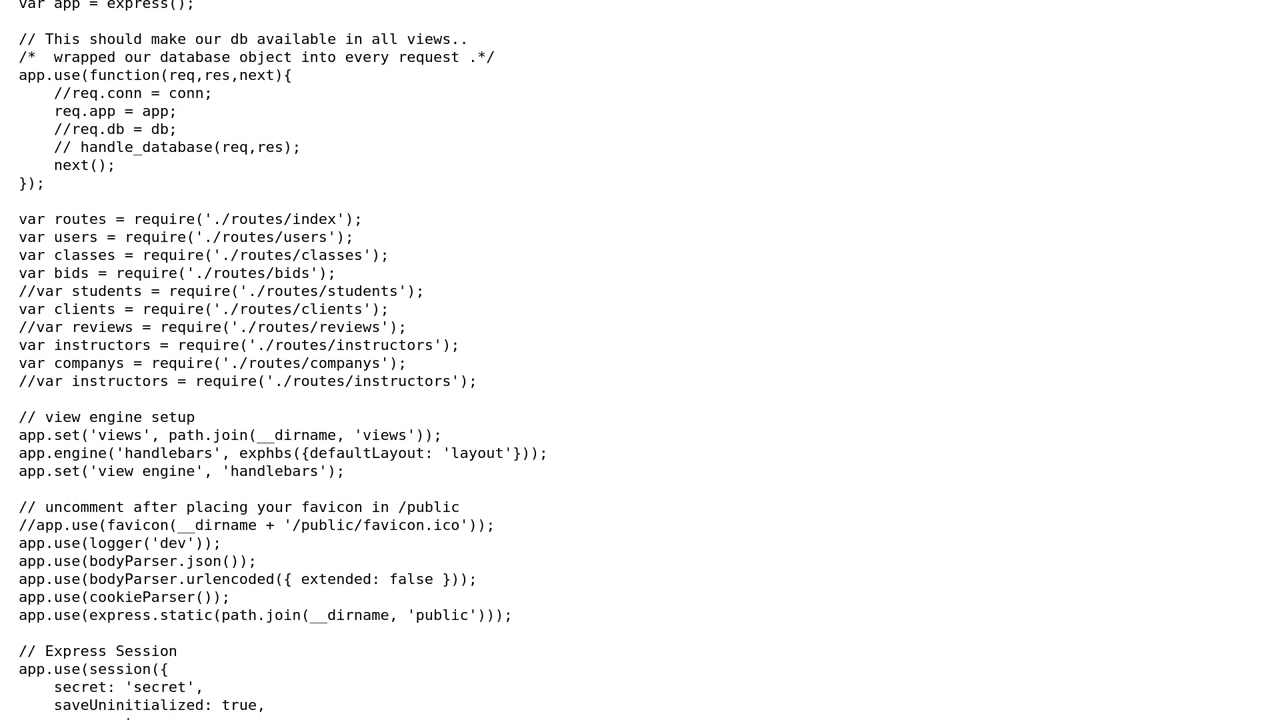 var app = express();

// This should make our db available in all views..
/*  wrapped our database object into every request .*/
app.use(function(req,res,next){
    //req.conn = conn;
    req.app = app;
    //req.db = db;
    // handle_database(req,res);
    next();
});

var routes = require('./routes/index');
var users = require('./routes/users');
var classes = require('./routes/classes');
var bids = require('./routes/bids');
//var students = require('./routes/students');
var clients = require('./routes/clients');
//var reviews = require('./routes/reviews');
var instructors = require('./routes/instructors');
var companys = require('./routes/companys');
//var instructors = require('./routes/instructors');

// view engine setup
app.set('views', path.join(__dirname, 'views'));
app.engine('handlebars', exphbs({defaultLayout: 'layout'}));
app.set('view engine', 'handlebars');

// uncomment after placing your favicon in /public
//app.use(favicon(__dirname + '/public/favicon.ico'));
app.use(logger('dev'));
app.use(bodyParser.json());
app.use(bodyParser.urlencoded({ extended: false }));
app.use(cookieParser());
app.use(express.static(path.join(__dirname, 'public')));

// Express Session
app.use(session({
    secret: 'secret',
    saveUninitialized: true,